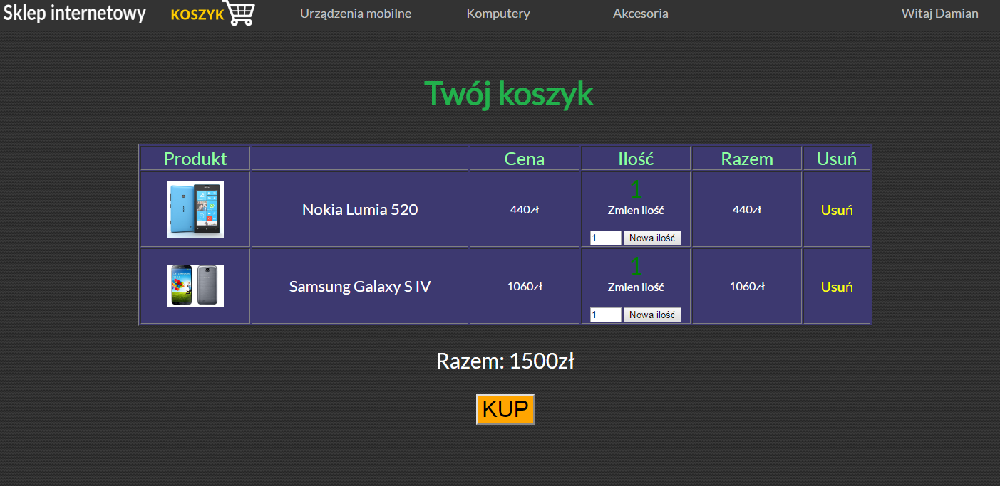 Sklep internetowy KOSZYK Urządzenia mobilne Komputery Akcesoria Witaj Damian
Twój koszyk
Produkt Cena Ilość Razem Usuń
1
Zmien ilość
Nokia Lumia 520 440zł 440zł Usuń
1 Nowa ilość
1
Zmien ilość
Samsung Galaxy S IV 1060zł 1060zł Usuń
1 Nowa ilość
Razem: 1500zł
KUP